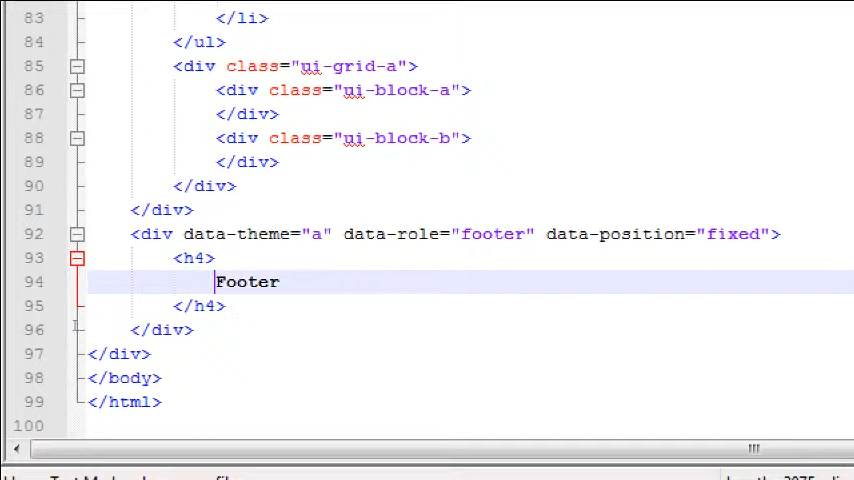 83 </li>
84 </ul>
85 <div class="ui-grid-a">
86 <div class="ui-block-a">
87 </div>
88 <div class="ui-block-b">
89 </div>
90 </div>
91 </div>
92 <div data-theme="a" data-role="footer" data-position="fixed">
93 <h4>
94 Footer
95 </h4>
96 </div>
97 </div>
98 </body>
99 </html>
100